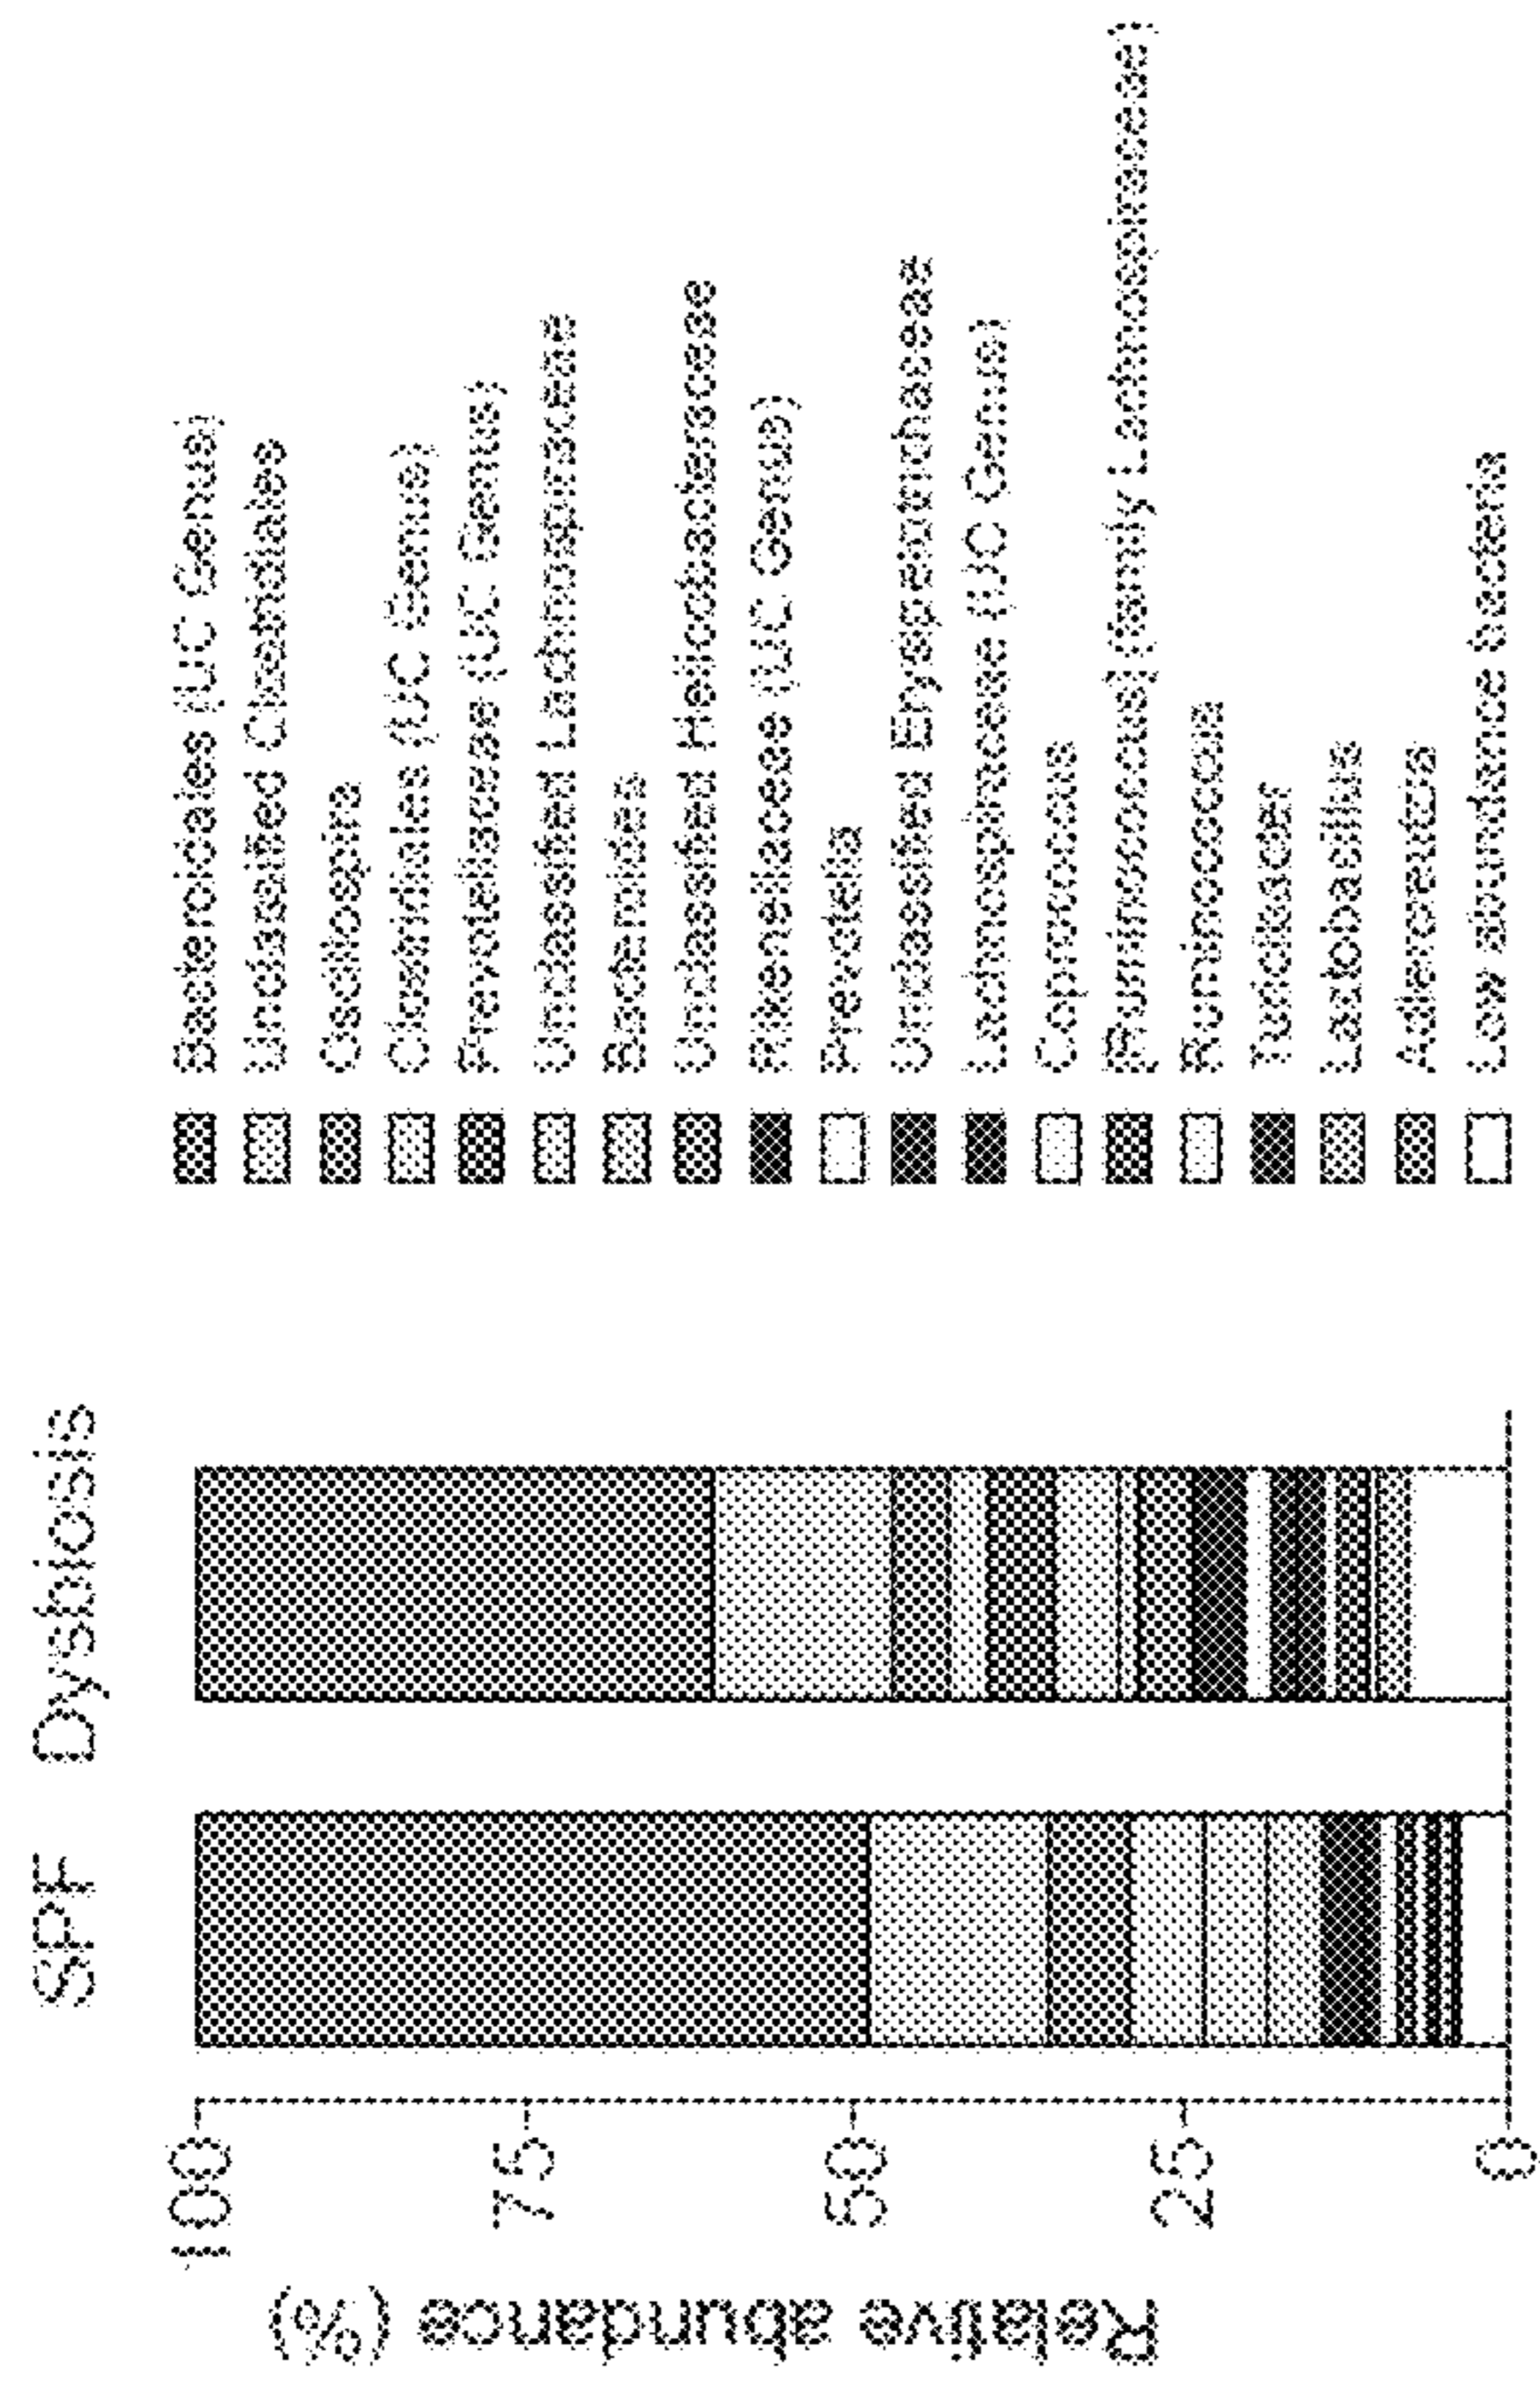 SPF Dysbiosis
Relative abundance (%)
100
75
50
25
0
Bacteroidales (UC Genus)
Unclassified Clostridiales
Oscillospira
Clostridiales (UC Genus)
Prevotellaceae (UC Genus)
Unclassified Lachnospiraceae
Bacteroides
Unclassified Helicobacteraceae
Rikenellaceae (UC Genus)
Prevotella
Unclassified Erysipelotrichaceae
Lachnospiraceae (UC Genus)
Coprococcus
[Ruminococcus] (family Lachnospiraceae)
Ruminococcus
Turicibacter
Lactobacillus
Adlercreutzia
Low abundance bacteria